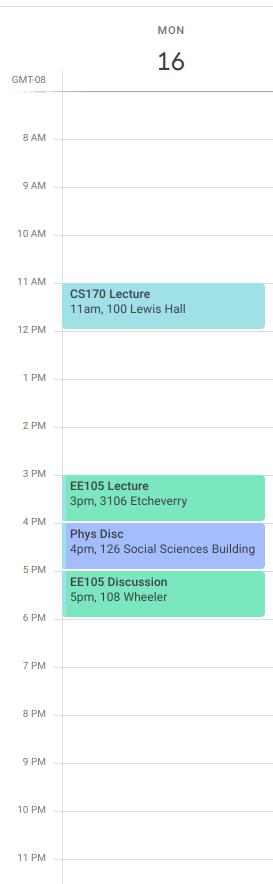 MON
16
GMT-08
8 AM
9 AM
10 AM
11 AM
CS170 Lecture
11am, 100 Lewis Hall
12 PM
1 PM
2 PM
3 PM
EE105 Lecture
3pm, 3106 Etcheverry
4 PM
Phys Disc
4pm, 126 Social Sciences Building
5 PM
EE105 Discussion
5pm, 108 Wheeler
6 PM
7 PM
8 PM
9 PM
10 PM
11 PM